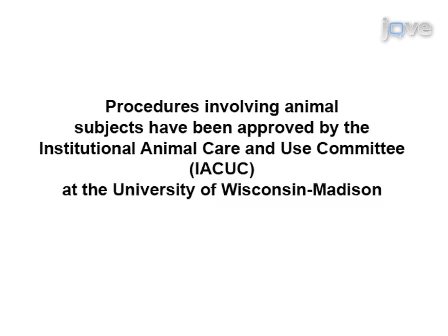 jove
Procedures involving animal
subjects have been approved by the
Institutional Animal Care and Use Committee
(IACUC)
at the University of Wisconsin-Madison